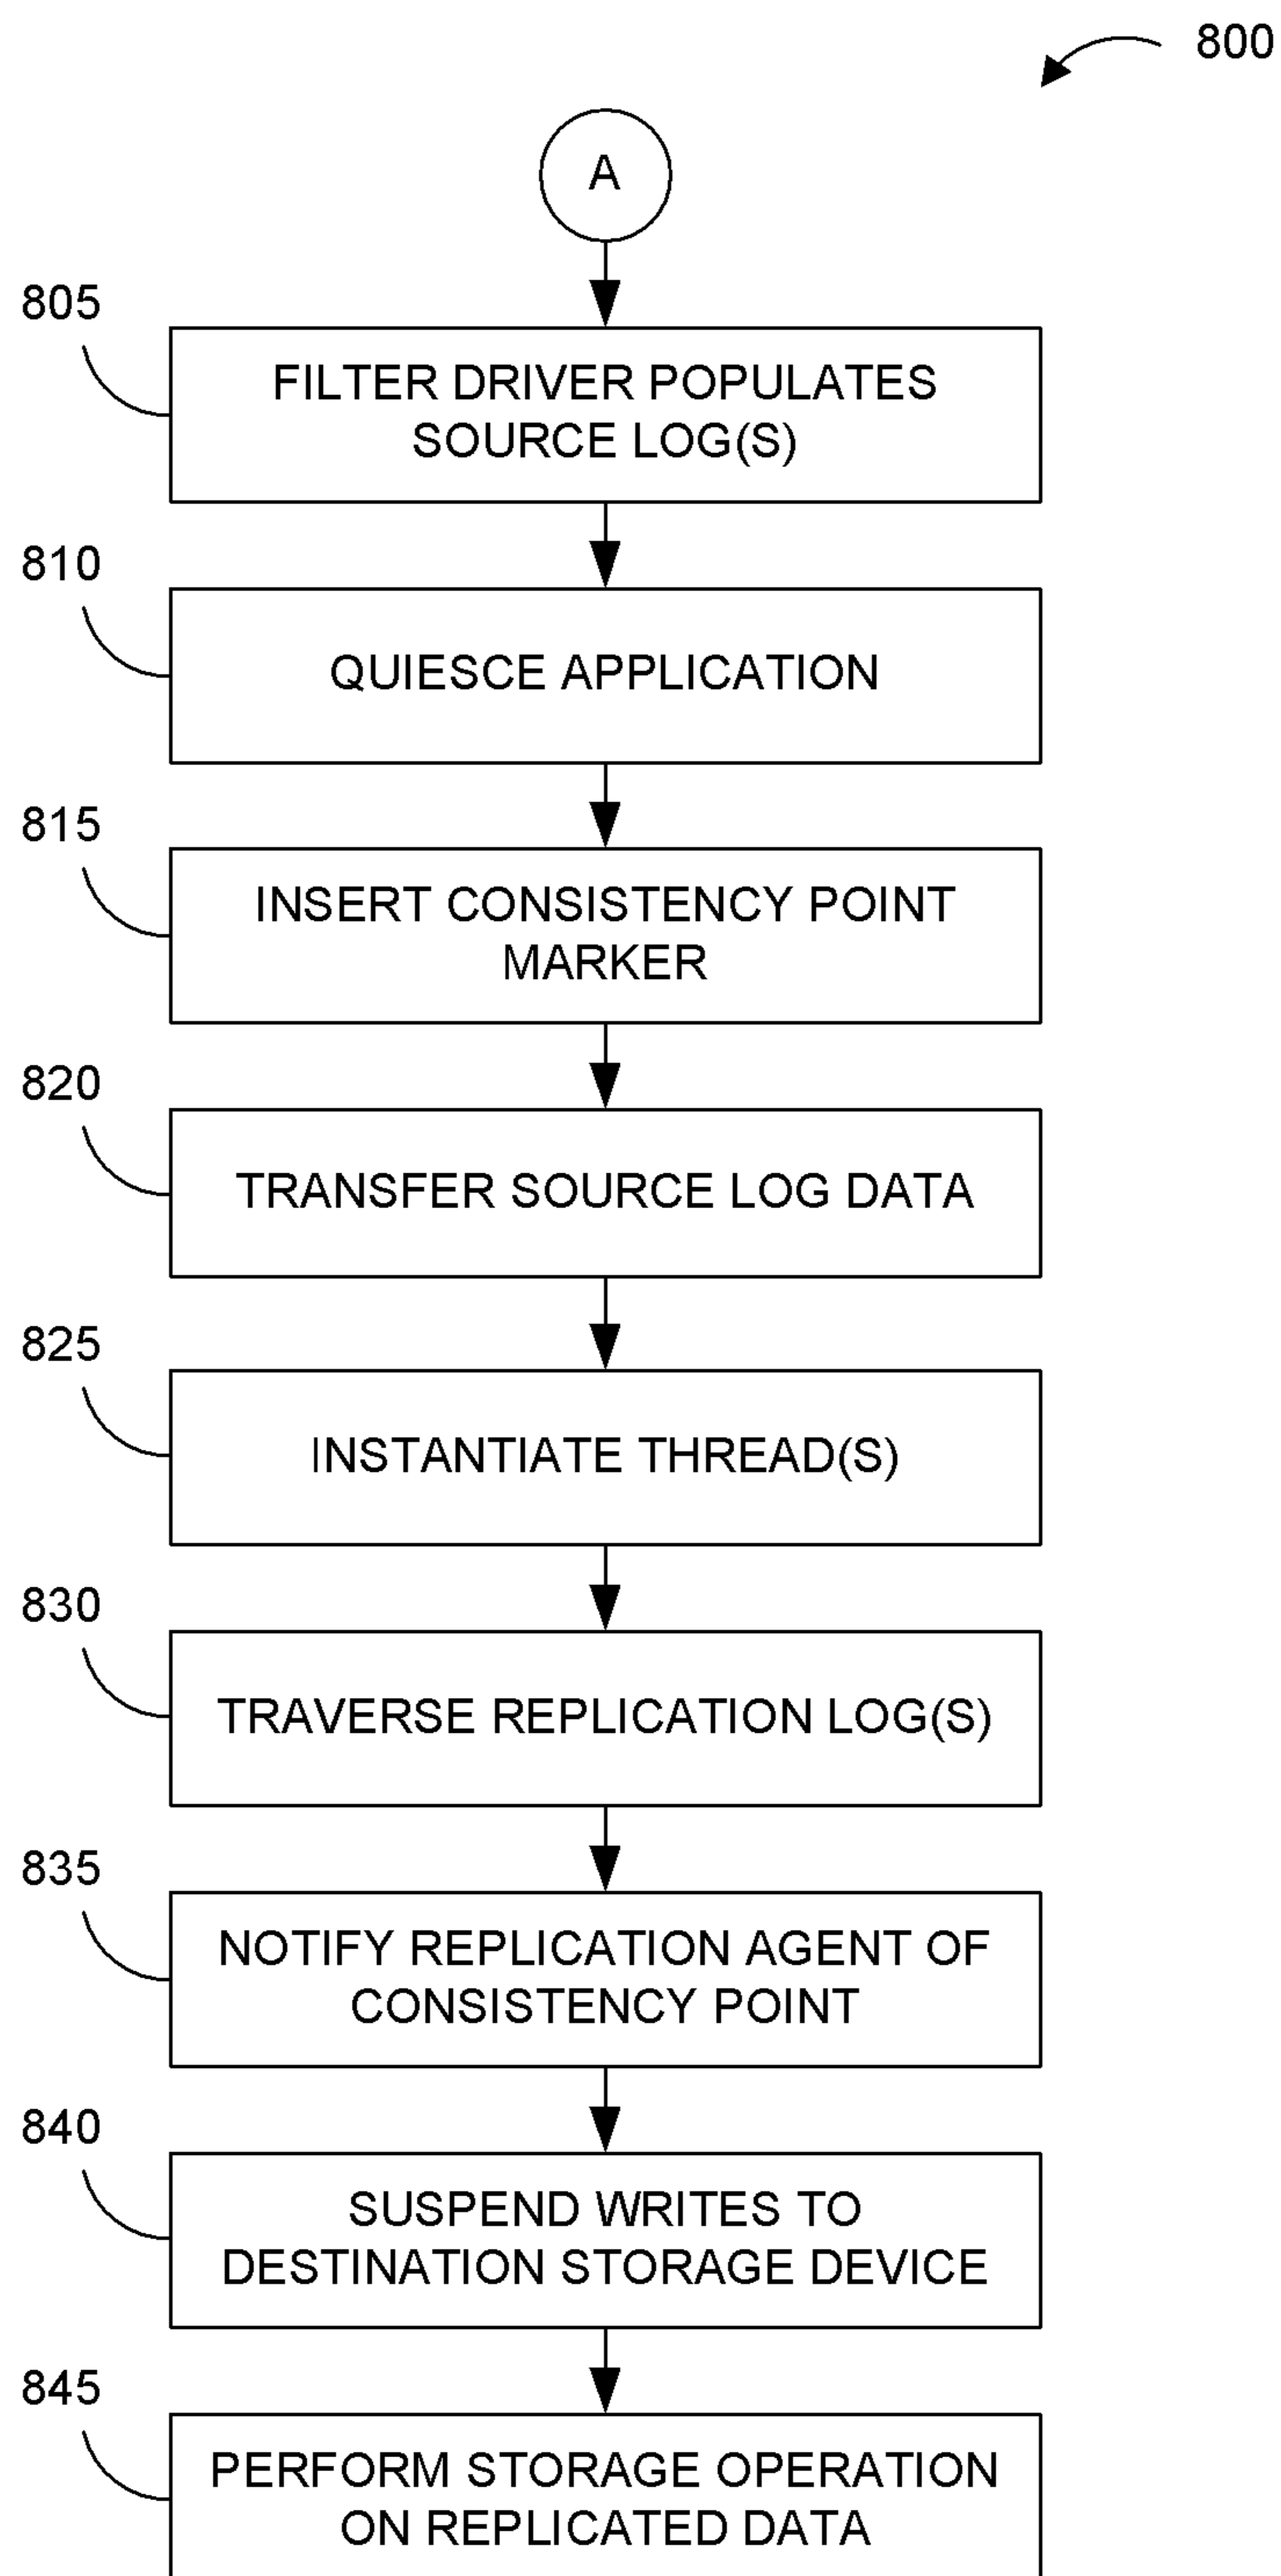 800
A
805
FILTER DRIVER POPULATES
SOURCE LOG(S)
810
QUIESCE APPLICATION
815
INSERT CONSISTENCY POINT
MARKER
820
TRANSFER SOURCE LOG DATA
825
INSTANTIATE THREAD(S)
830
TRAVERSE REPLICATION LOG(S)
835
NOTIFY REPLICATION AGENT OF
CONSISTENCY POINT
840
SUSPEND WRITES TO
DESTINATION STORAGE DEVICE
845
PERFORM STORAGE OPERATION
ON REPLICATED DATA